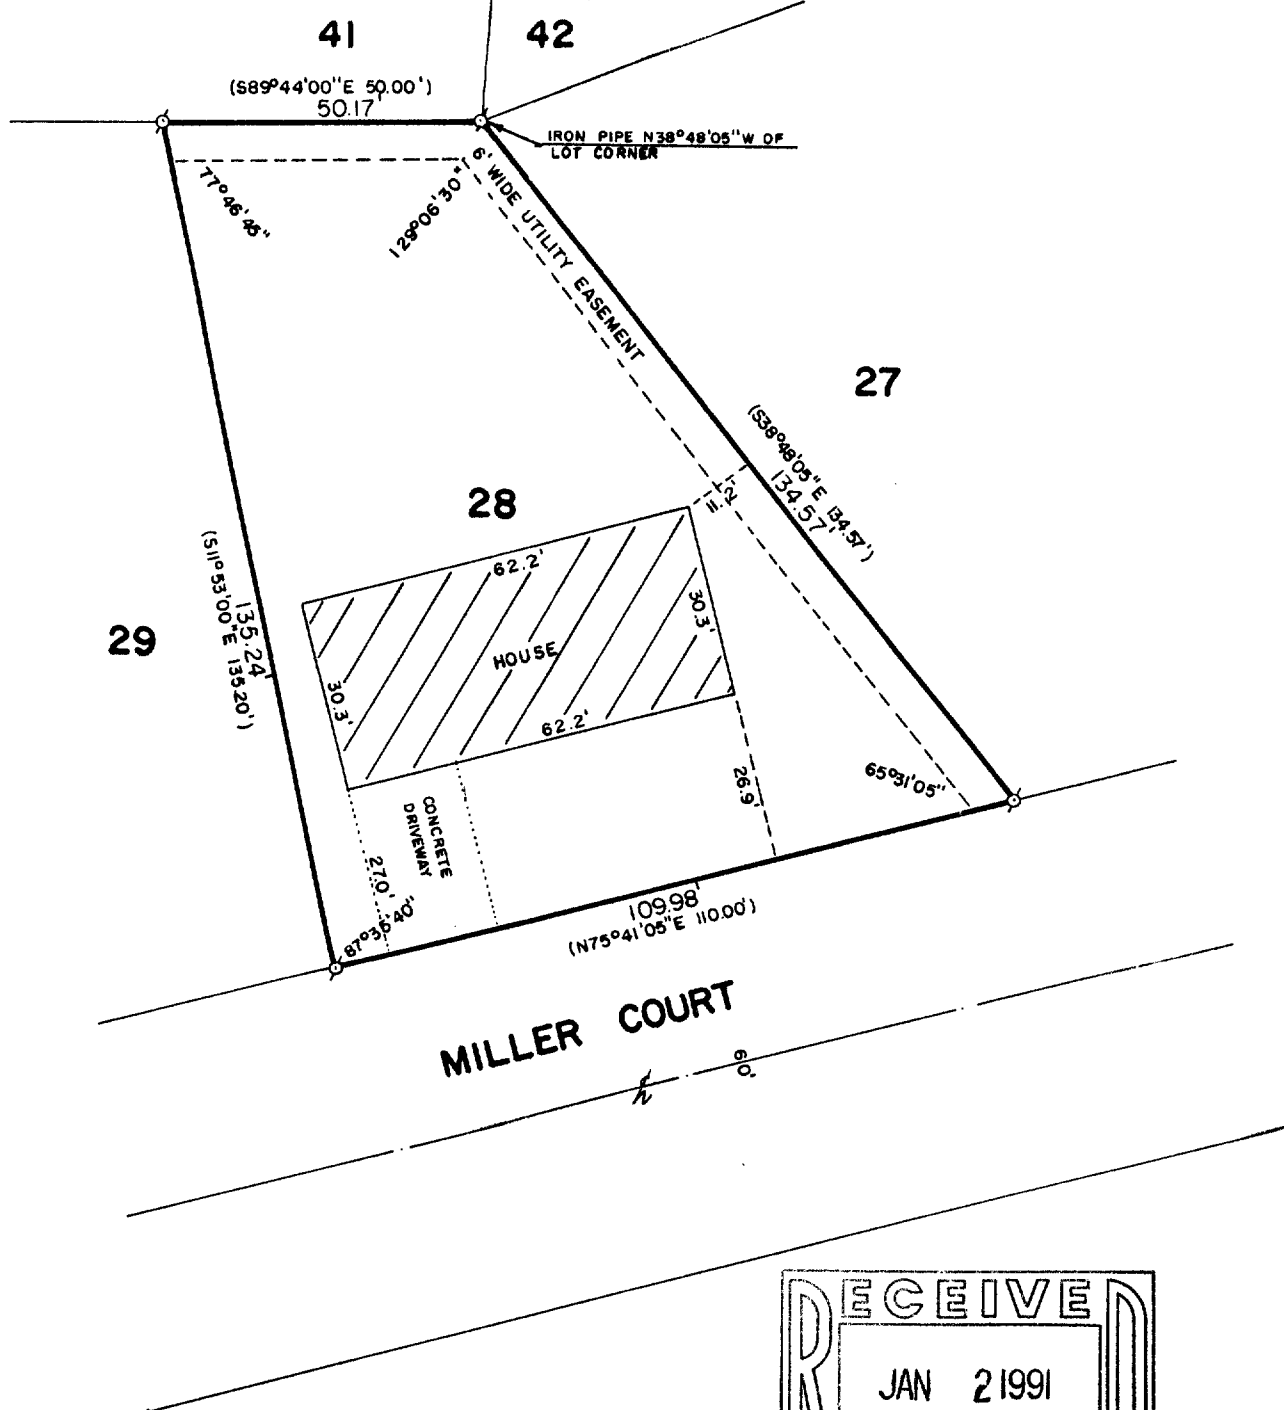 41
42
(S89°44'00"E 50.00')
50.17'
IRON PIPE N38°48'05"W OF
LOT CORNER
77°46'45"
129°06'30"
6' WIDE UTILITY EASEMENT
27
(S38°48'05"E 134.57')
134.57'
11.2'
28
62.2'
30.3'
HOUSE
30.3'
62.2'
29
(S11°53'00"E 135.20')
135.24'
65°31'05"
26.9'
CONCRETE
DRIVEWAY
27.0'
87°36'40"
109.98'
(N75°41'05"E 110.00')
MILLER COURT
60'
RECEIVED
JAN 2 1991